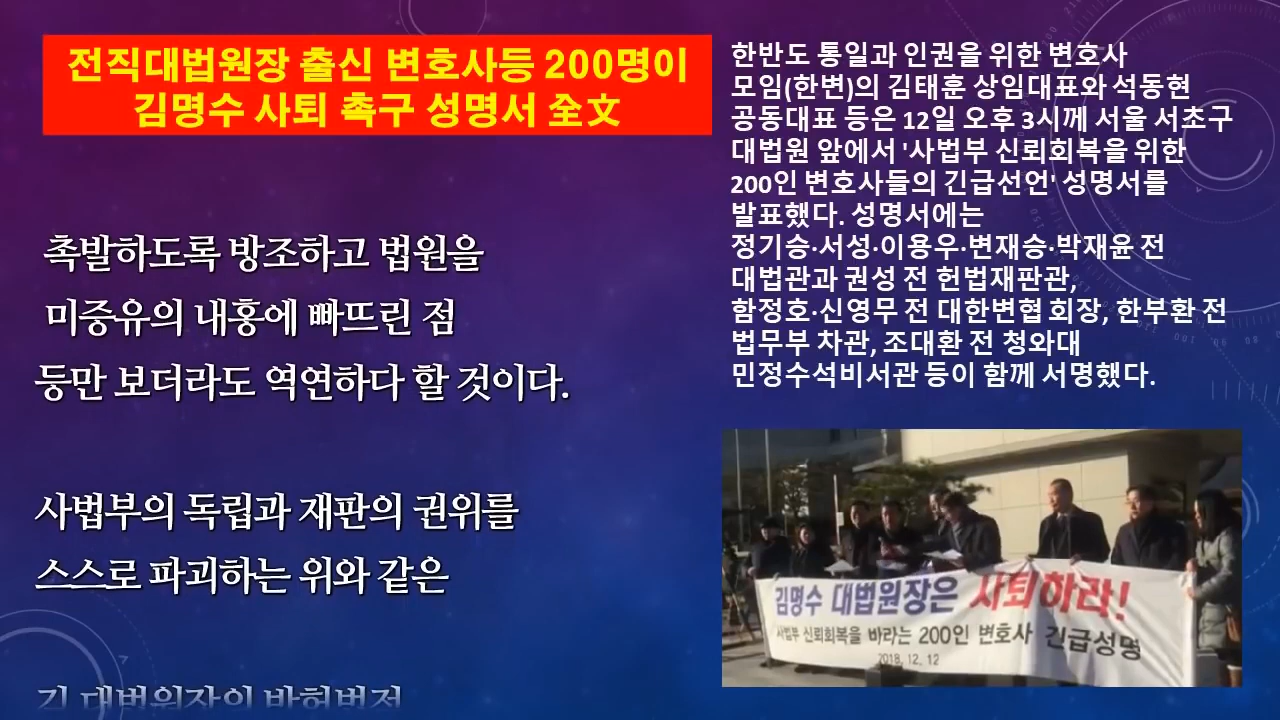 전직대법원장 출신 변호사등 200명이
김명수 사퇴 촉구 성명서 全文
촉발하도록 방조하고 법원을
미증유의 내홍에 빠뜨린 점
등만 보더라도 역연하다 할 것이다.
사법부의 독립과 재판의 권위를
스스로 파괴하는 위와 같은
김 대법원장의 반헌법적
한반도 통일과 인권을 위한 변호사
모임(한변)의 김태훈 상임대표와 석동현
공동대표 등은 12일 오후 3시께 서울 서초구
대법원 앞에서 '사법부 신뢰회복을 위한
200인 변호사들의 긴급선언' 성명서를
발표했다. 성명서에는
정기승·서성·이용우·변재승·박재윤 전
대법관과 권성 전 헌법재판관,
함정호·신영무 전 대한변협 회장, 한부환 전
법무부 차관, 조대환 전 청와대
민정수석비서관 등이 함께 서명했다.
김명수 대법원장은 사퇴하라!
사법부 신뢰회복을 바라는 200인 변호사 긴급성명
2018. 12. 12